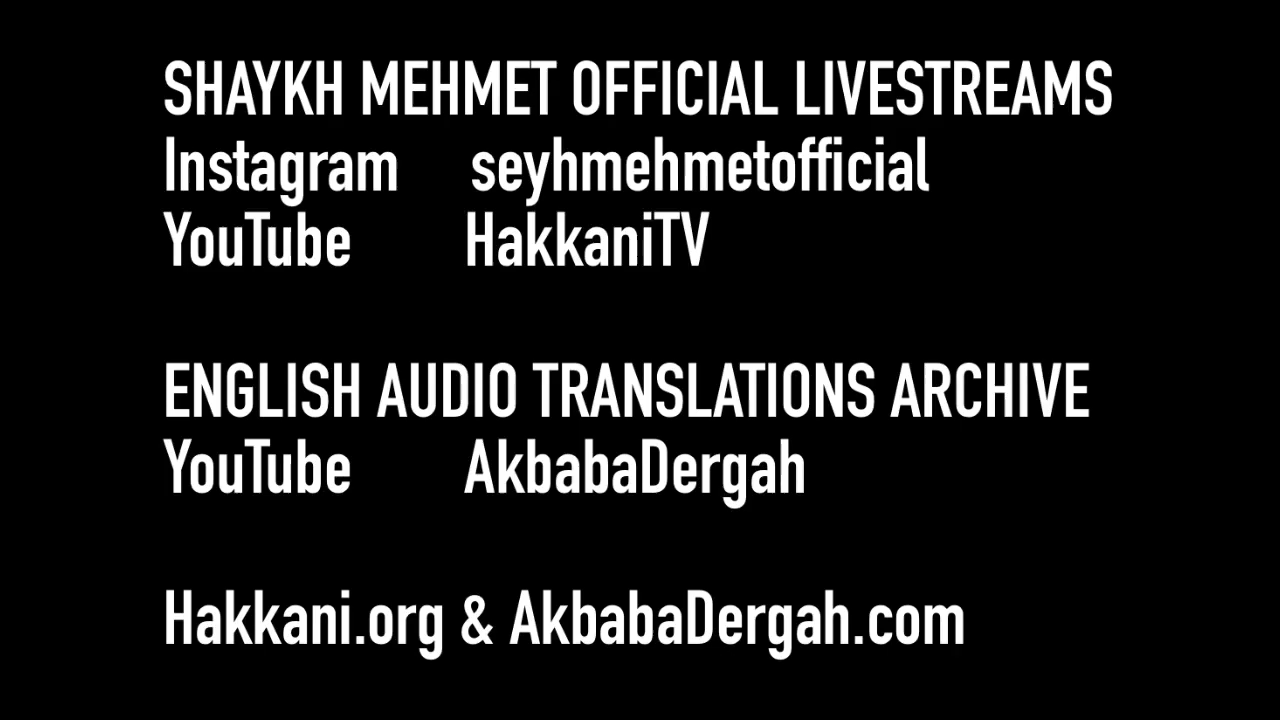 SHAYKH MEHMET OFFICIAL LIVESTREAMS
Instagram seyhmehmetofficial
YouTube HakkaniTV
ENGLISH AUDIO TRANSLATIONS ARCHIVE
YouTube AkbabaDergah
Hakkani.org & AkbabaDergah.com